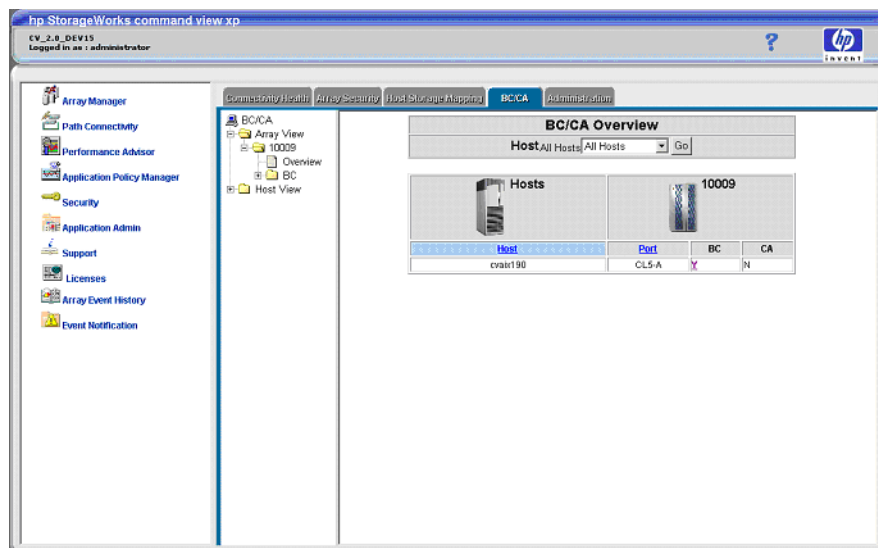 hp StorageWorks command view xp
CV_2.0_DEV15
Logged in as : administrator
?
hp
invent
Array Manager
Path Connectivity
Performance Advisor
Application Policy Manager
Security
Application Admin
Support
Licenses
Array Event History
Event Notification
Connectivity Health Array Security Host Storage Mapping BC/CA Administration
BC/CA
Array View
10009
Overview
BC
Host View
BC/CA Overview
Host All Hosts All Hosts Go
Hosts 10009
Host Port BC CA
cvaix190 CL5-A Y N